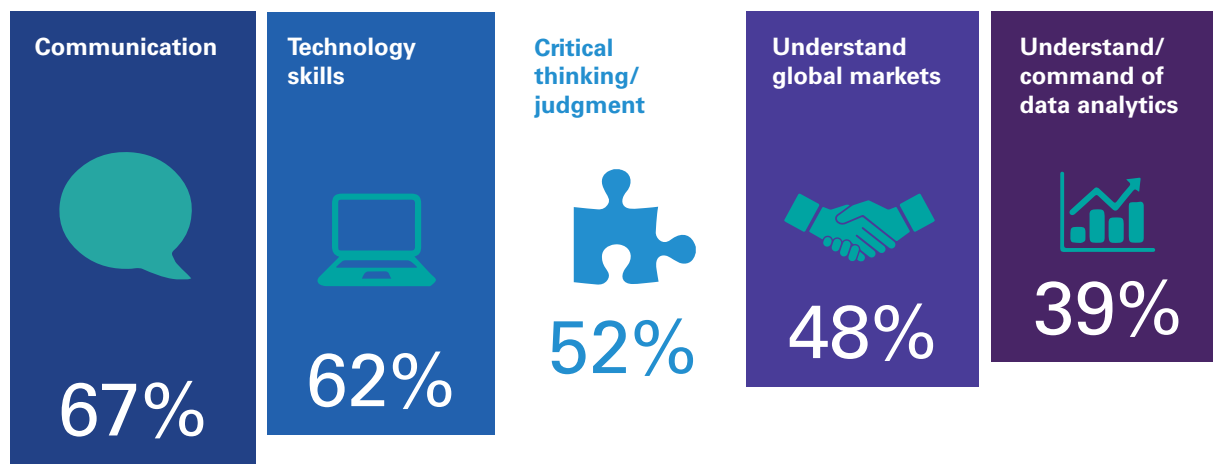 Communication
67%
Technology
skills
62%
Critical
thinking/
judgment
52%
Understand
global markets
48%
Understand/
command of
data analytics
39%